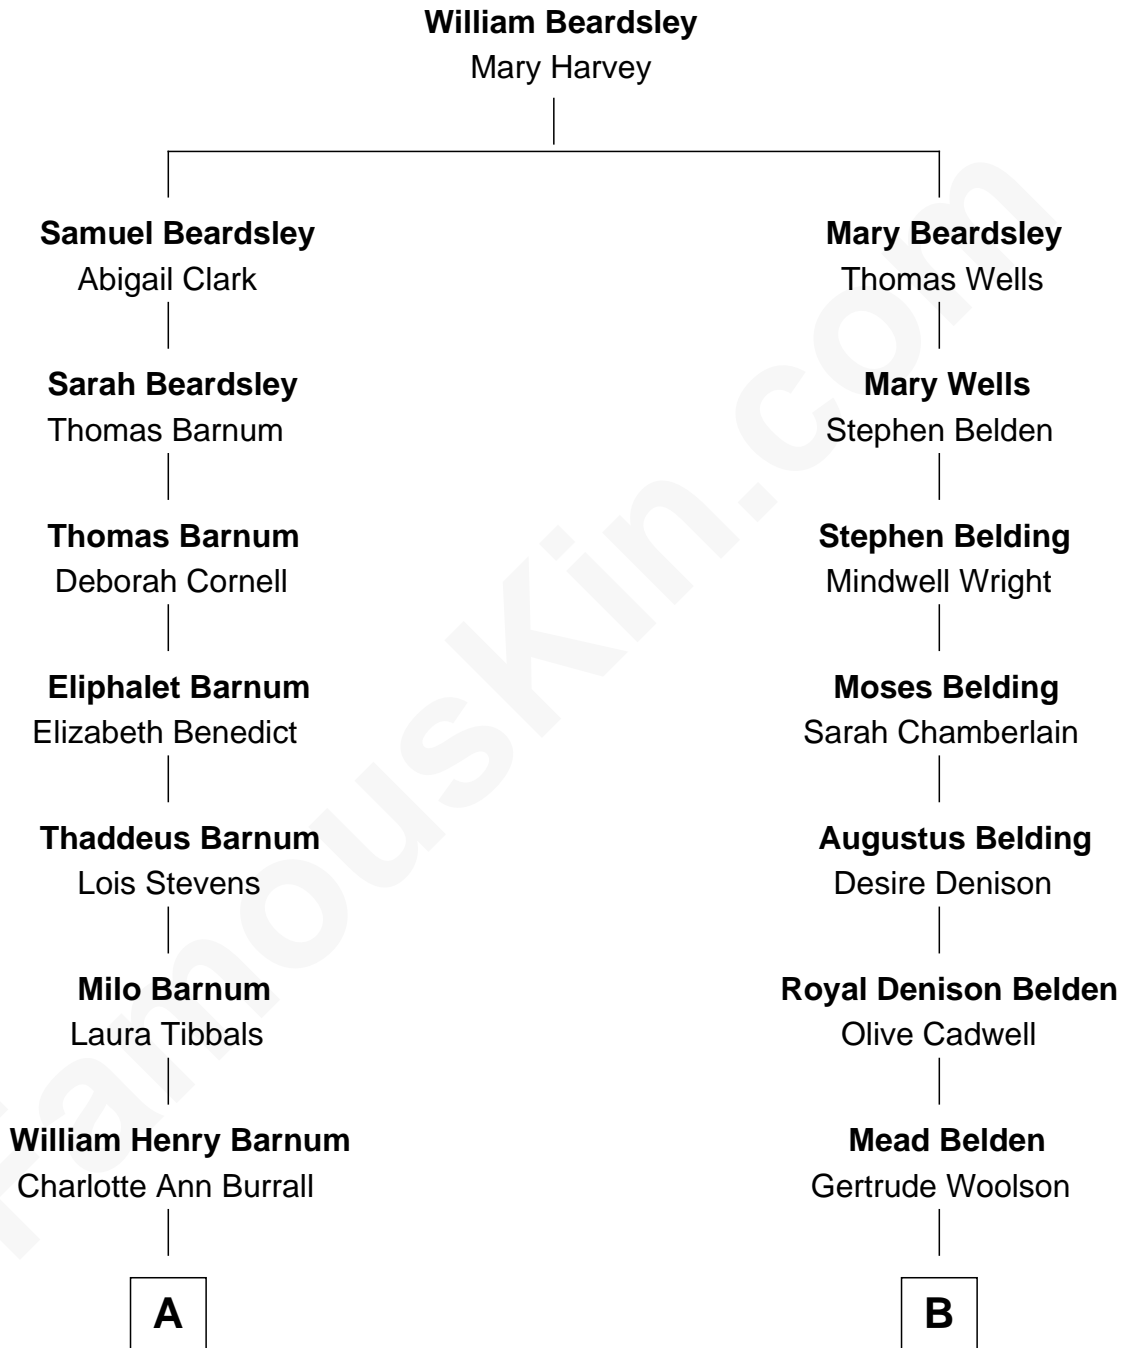 William Beardsley
Mary Harvey
Samuel Beardsley
Abigail Clark
Mary Beardsley
Thomas Wells
Sarah Beardsley
Thomas Barnum
Mary Wells
Stephen Belden
Thomas Barnum
Deborah Cornell
Stephen Belding
Mindwell Wright
Eliphalet Barnum
Elizabeth Benedict
Moses Belding
Sarah Chamberlain
Thaddeus Barnum
Lois Stevens
Augustus Belding
Desire Denison
Milo Barnum
Laura Tibbals
Royal Denison Belden
Olive Cadwell
William Henry Barnum
Charlotte Ann Burrall
Mead Belden
Gertrude Woolson
A
B
FamousKin.com